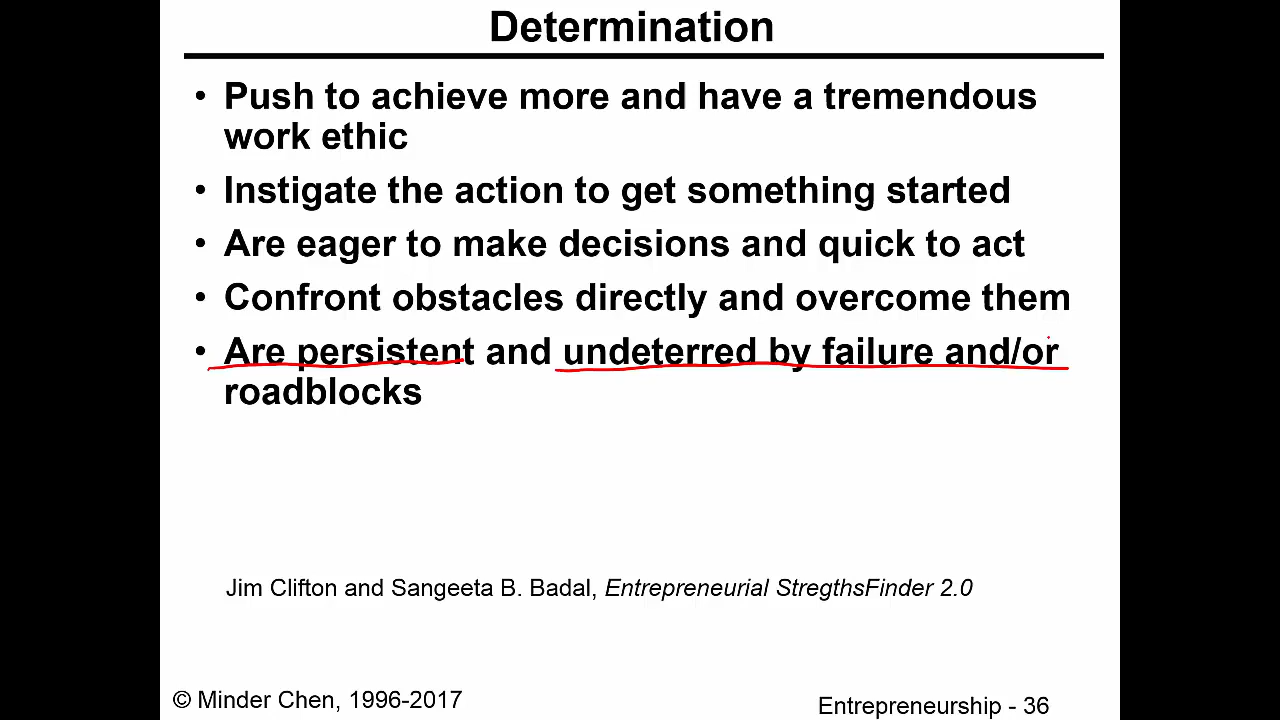 Determination
• Push to achieve more and have a tremendous
work ethic
• Instigate the action to get something started
• Are eager to make decisions and quick to act
• Confront obstacles directly and overcome them
• Are persistent and undeterred by failure and/or
roadblocks
Jim Clifton and Sangeeta B. Badal, Entrepreneurial StregthsFinder 2.0
© Minder Chen, 1996-2017
Entrepreneurship - 36